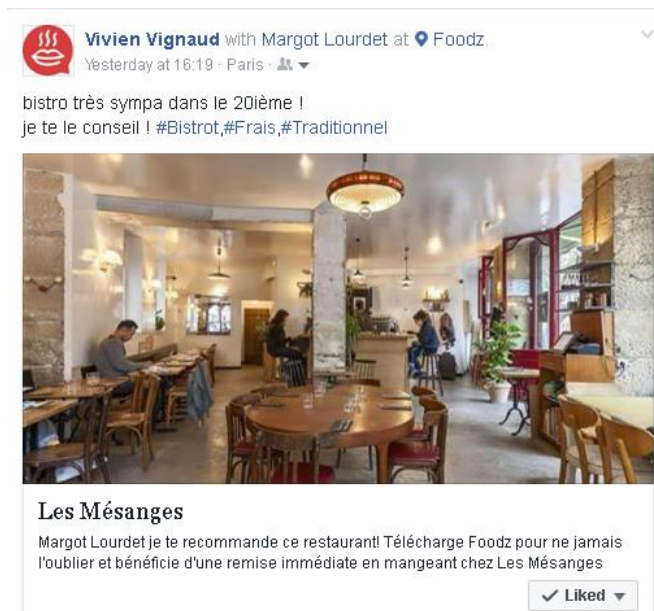 Vivien Vignaud with Margot Lourdet at Foodz.
Yesterday at 16:19 · Paris ·
bistro très sympa dans le 20ième !
je te le conseil ! #Bistrot,#Frais,#Traditionnel
Les Mésanges
Margot Lourdet je te recommande ce restaurant! Télécharge Foodz pour ne jamais
l'oublier et bénéficie d'une remise immédiate en mangeant chez Les Mésanges
Liked